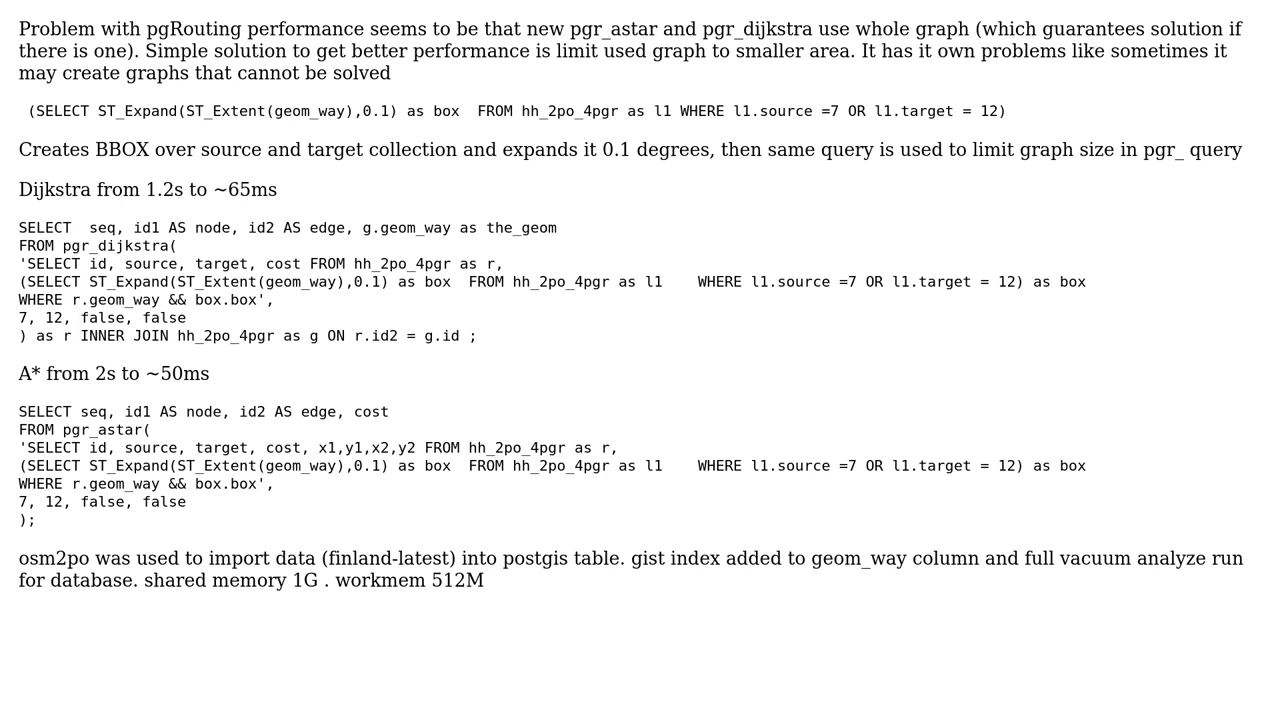 Problem with pgRouting performance seems to be that new pgr_astar and pgr_dijkstra use whole graph (which guarantees solution if
there is one). Simple solution to get better performance is limit used graph to smaller area. It has it own problems like sometimes it
may create graphs that cannot be solved
(SELECT ST_Expand(ST_Extent(geom_way),0.1) as box  FROM hh_2po_4pgr as l1 WHERE l1.source =7 OR l1.target = 12)
Creates BBOX over source and target collection and expands it 0.1 degrees, then same query is used to limit graph size in pgr_ query
Dijkstra from 1.2s to ~65ms
SELECT  seq, id1 AS node, id2 AS edge, g.geom_way as the_geom
FROM pgr_dijkstra(
'SELECT id, source, target, cost FROM hh_2po_4pgr as r,
(SELECT ST_Expand(ST_Extent(geom_way),0.1) as box  FROM hh_2po_4pgr as l1    WHERE l1.source =7 OR l1.target = 12) as box
WHERE r.geom_way && box.box',
7, 12, false, false
) as r INNER JOIN hh_2po_4pgr as g ON r.id2 = g.id ;
A* from 2s to ~50ms
SELECT seq, id1 AS node, id2 AS edge, cost
FROM pgr_astar(
'SELECT id, source, target, cost, x1,y1,x2,y2 FROM hh_2po_4pgr as r,
(SELECT ST_Expand(ST_Extent(geom_way),0.1) as box  FROM hh_2po_4pgr as l1    WHERE l1.source =7 OR l1.target = 12) as box
WHERE r.geom_way && box.box',
7, 12, false, false
);
osm2po was used to import data (finland-latest) into postgis table. gist index added to geom_way column and full vacuum analyze run
for database. shared memory 1G . workmem 512M